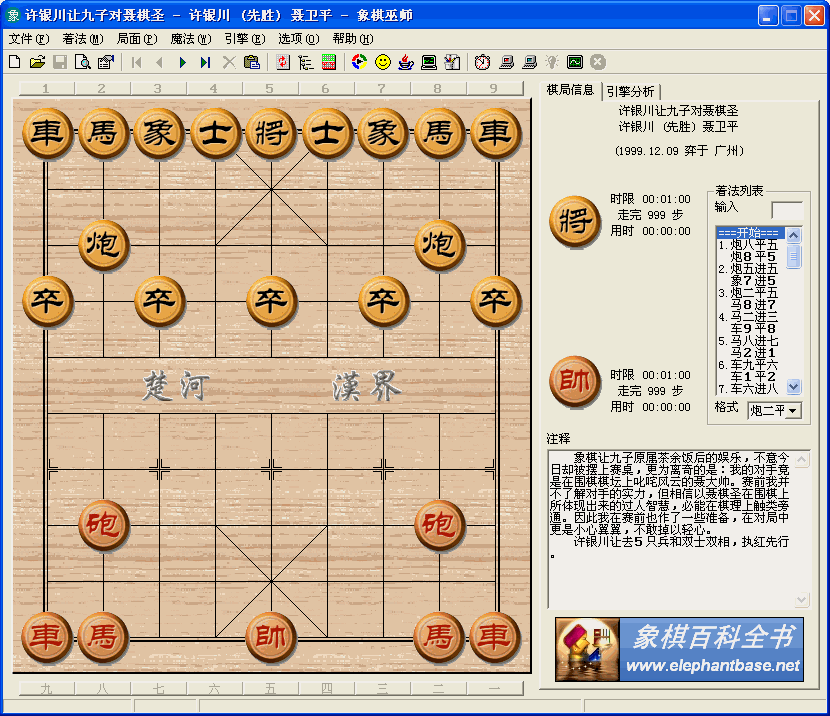 许银川让九子对聂棋圣 - 许银川 (先胜) 聂卫平 - 象棋巫师
文件(F) 着法(M) 局面(P) 魔法(W) 引擎(E) 选项(O) 帮助(H)
1 2 3 4 5 6 7 8 9
車 馬 象 士 将 士 象 馬 車
炮 炮
卒 卒 卒 卒 卒
楚河 漢界
砲 砲
車 馬 帥 馬 車
九 八 七 六 五 四 三 二 一
棋局信息 引擎分析
许银川让九子对聂棋圣
许银川 (先胜) 聂卫平
(1999.12.09 弈于 广州)
将
时限 00:01:00
走完 999 步
用时 00:00:00
帥
时限 00:01:00
走完 999 步
用时 00:00:00
着法列表
输入
===开始===
1.炮八平五
炮8平5
2.炮五进五
象7进5
3.炮二平五
马8进7
4.马二进三
车9平8
5.马八进七
马2进1
6.车九平六
车1平2
7.车六进八
格式 炮二平
注释
象棋让九子原属茶余饭后的娱乐，不意今
日却被摆上赛桌，更为离奇的是：我的对手竟
是在围棋棋坛上叱咤风云的聂大帅。赛前我并
不了解对手的实力，但相信以聂棋圣在围棋上
所体现出来的过人智慧，必能在棋理上触类旁
通。因此我在赛前也作了一些准备，在对局中
更是小心翼翼，不敢掉以轻心。
许银川让去5只兵和双士双相，执红先行
。
象棋百科全书
www.elephantbase.net